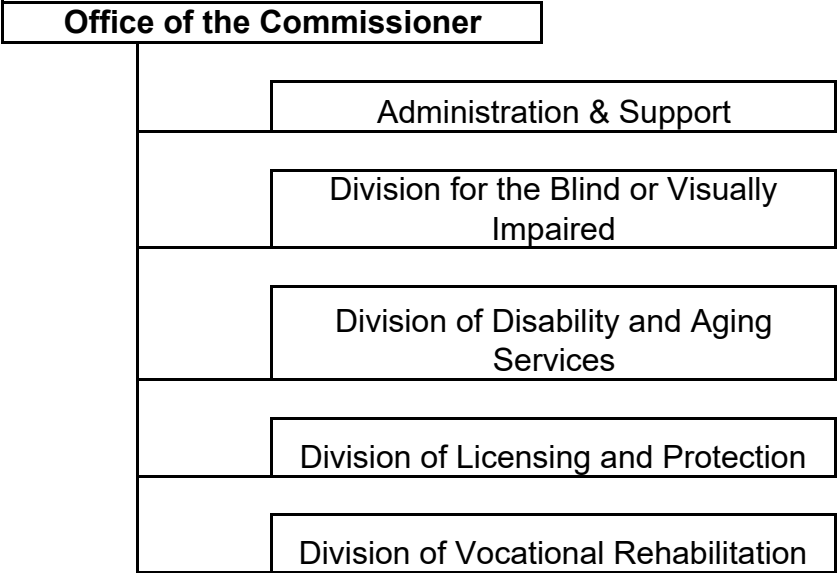 Office of the Commissioner
Administration & Support
Division for the Blind or Visually
Impaired
Division of Disability and Aging
Services
Division of Licensing and Protection
Division of Vocational Rehabilitation